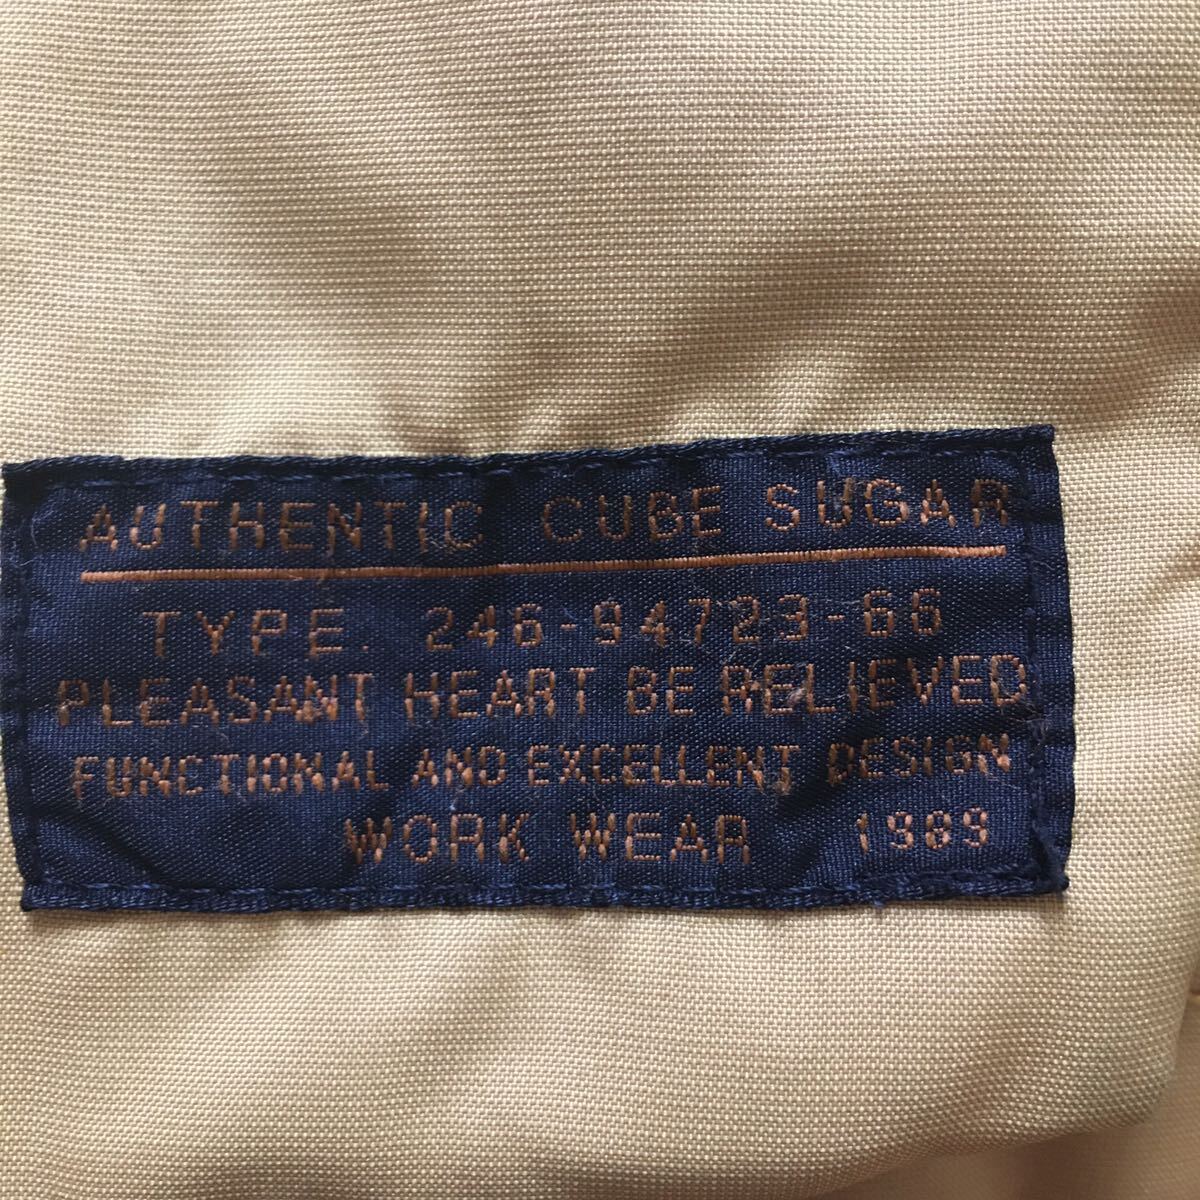 AUTHENTIC CUBE SUGAR
TYPE. 246-94723-66
PLEASANT HEART BE RELIEVED
FUNCTIONAL AND EXCELLENT DESIGN
WORK WEAR 1989